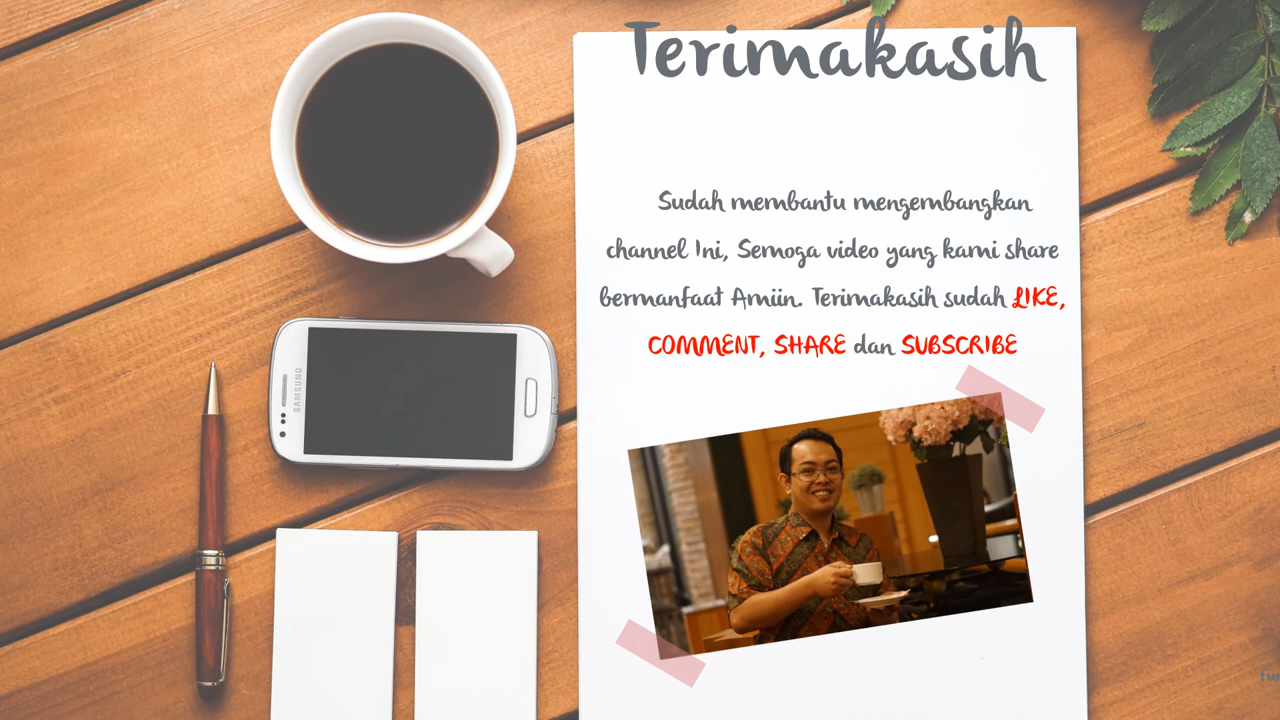 Terimakasih
Sudah membantu mengembangkan
channel Ini, Semoga video yang kami share
bermanfaat Amiin. Terimakasih sudah LIKE,
COMMENT, SHARE dan SUBSCRIBE
SAMSUNG